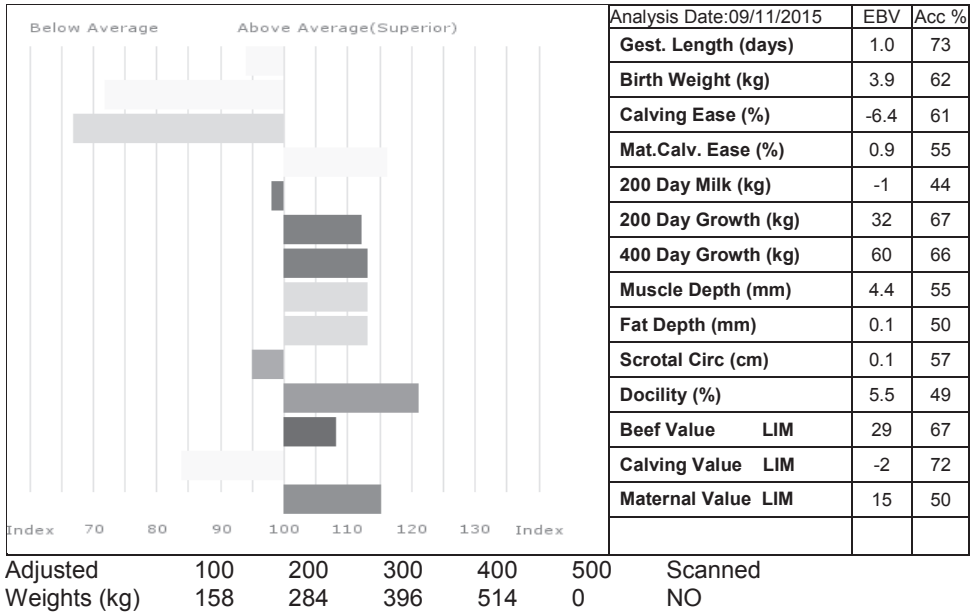 Below Average Above Average(Superior)
Analysis Date:09/11/2015 EBV Acc %
Gest. Length (days) 1.0 73
Birth Weight (kg) 3.9 62
Calving Ease (%) -6.4 61
Mat.Calv. Ease (%) 0.9 55
200 Day Milk (kg) -1 44
200 Day Growth (kg) 32 67
400 Day Growth (kg) 60 66
Muscle Depth (mm) 4.4 55
Fat Depth (mm) 0.1 50
Scrotal Circ (cm) 0.1 57
Docility (%) 5.5 49
Beef Value LIM 29 67
Calving Value LIM -2 72
Maternal Value LIM 15 50
Index 70 80 90 100 110 120 130 Index
Adjusted 100 200 300 400 500 Scanned
Weights (kg) 158 284 396 514 0 NO